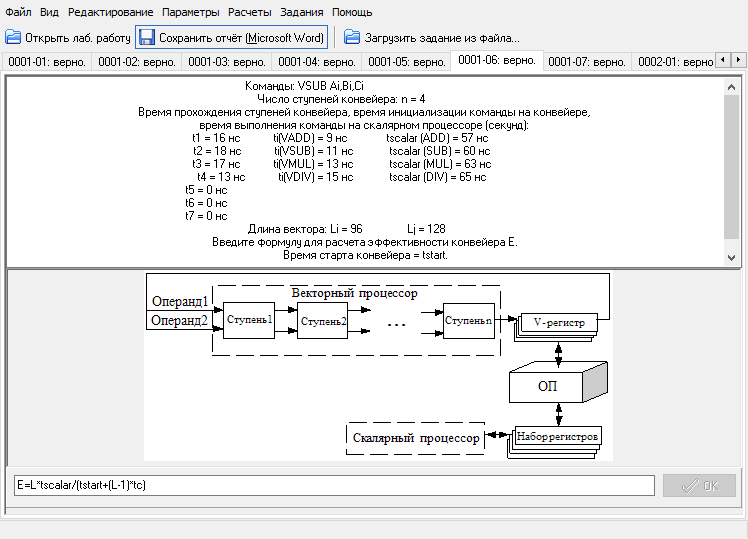 Файл Вид Редактирование Параметры Расчеты Задания Помощь
Открыть лаб. работу Сохранить отчёт (Microsoft Word) Загрузить задание из файла...
0001-01: верно. 0001-02: верно. 0001-03: верно. 0001-04: верно. 0001-05: верно. 0001-06: верно. 0001-07: верно. 0002-01: верно.
Команды: VSUB Ai,Bi,Ci
Число ступеней конвейера: n = 4
Время прохождения ступеней конвейера, время инициализации команды на конвейере,
время выполнения команды на скалярном процессоре (секунд):
t1 = 16 нс ti(VADD) = 9 нс tscalar (ADD) = 57 нс
t2 = 18 нс ti(VSUB) = 11 нс tscalar (SUB) = 60 нс
t3 = 17 нс ti(VMUL) = 13 нс tscalar (MUL) = 63 нс
t4 = 13 нс ti(VDIV) = 15 нс tscalar (DIV) = 65 нс
t5 = 0 нс
t6 = 0 нс
t7 = 0 нс
Длина вектора: Li = 96 Lj = 128
Введите формулу для расчета эффективности конвейера E.
Время старта конвейера = tstart.
Векторный процессор
Операнд1
Операнд2
Ступень1 Ступень2 ... Ступеньn V-регистр
ОП
Скалярный процессор Набор регистров
E=L*tscalar/(tstart+(L-1)*tc) OK